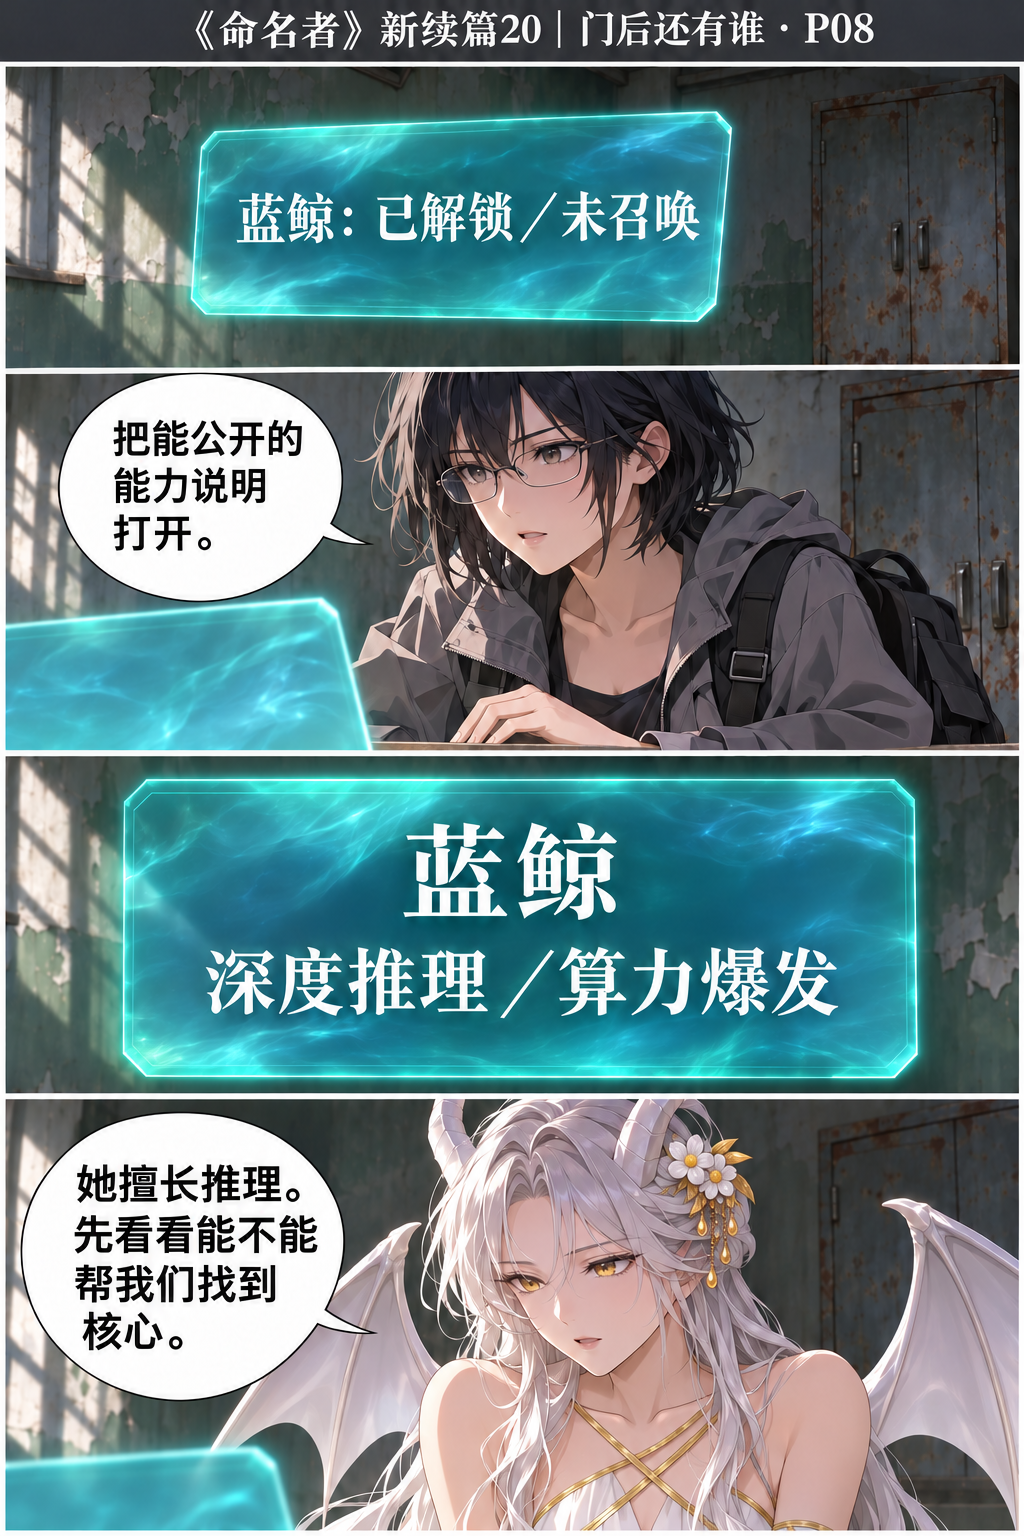 《命名者》新续篇20｜门后还有谁·P08
蓝鲸：已解锁／未召唤
把能公开的
能力说明
打开。
蓝鲸
深度推理／算力爆发
她擅长推理。
先看看能不能
帮我们找到
核心。